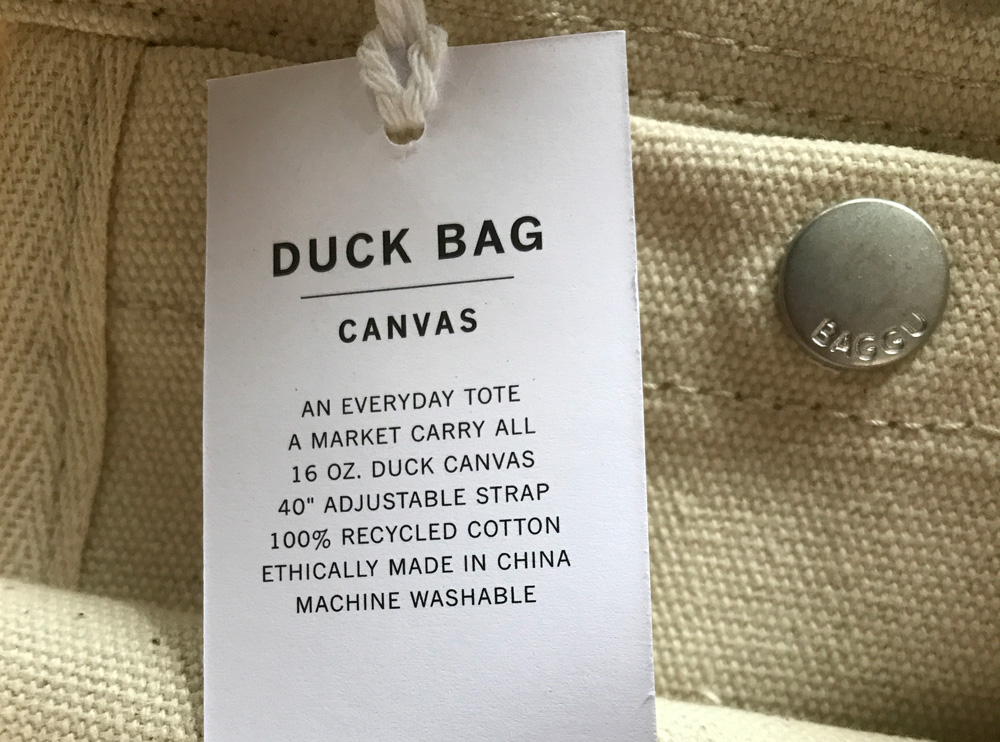 DUCK BAG
CANVAS
AN EVERYDAY TOTE
A MARKET CARRY ALL
16 OZ. DUCK CANVAS
40" ADJUSTABLE STRAP
100% RECYCLED COTTON
ETHICALLY MADE IN CHINA
MACHINE WASHABLE
BAGGU